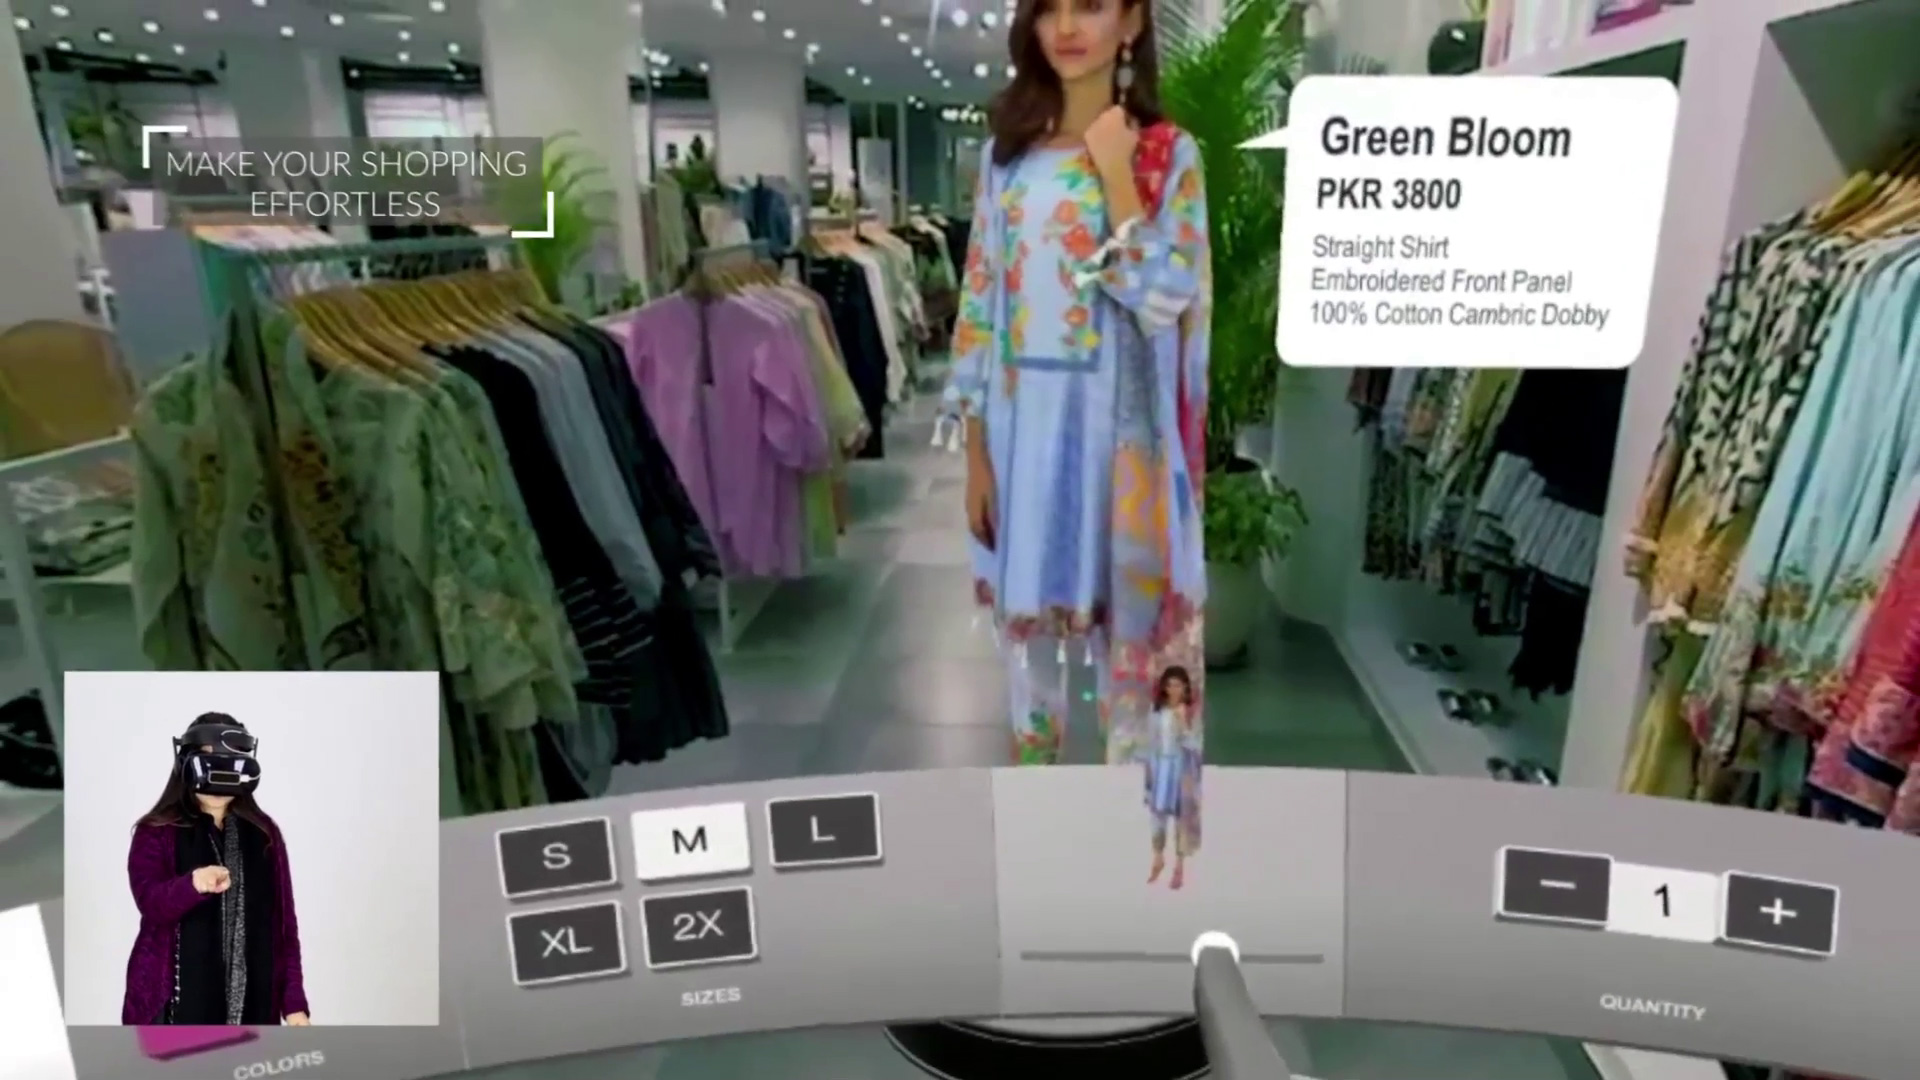 MAKE YOUR SHOPPING
EFFORTLESS
Green Bloom
PKR 3800
Straight Shirt
Embroidered Front Panel
100% Cotton Cambric Dobby
S
M
L
XL
2X
SIZES
− 1 +
QUANTITY
COLORS